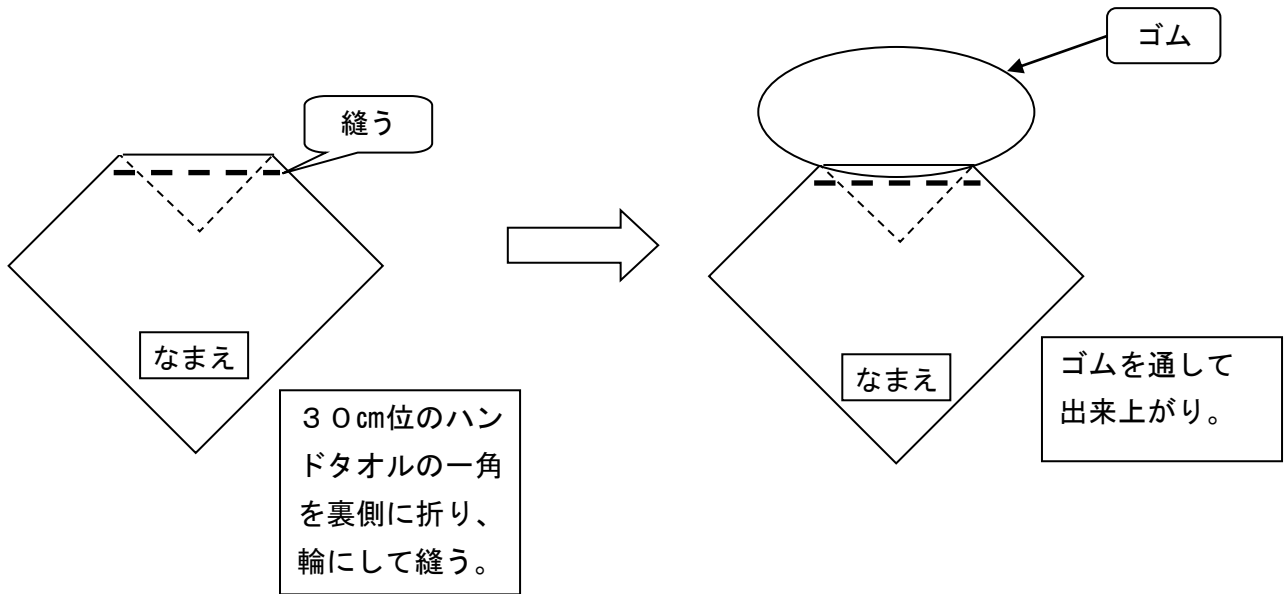 ゴム
縫う
なまえ
３０㎝位のハン
ドタオルの一角
を裏側に折り、
輪にして縫う。
なまえ
ゴムを通して
出来上がり。